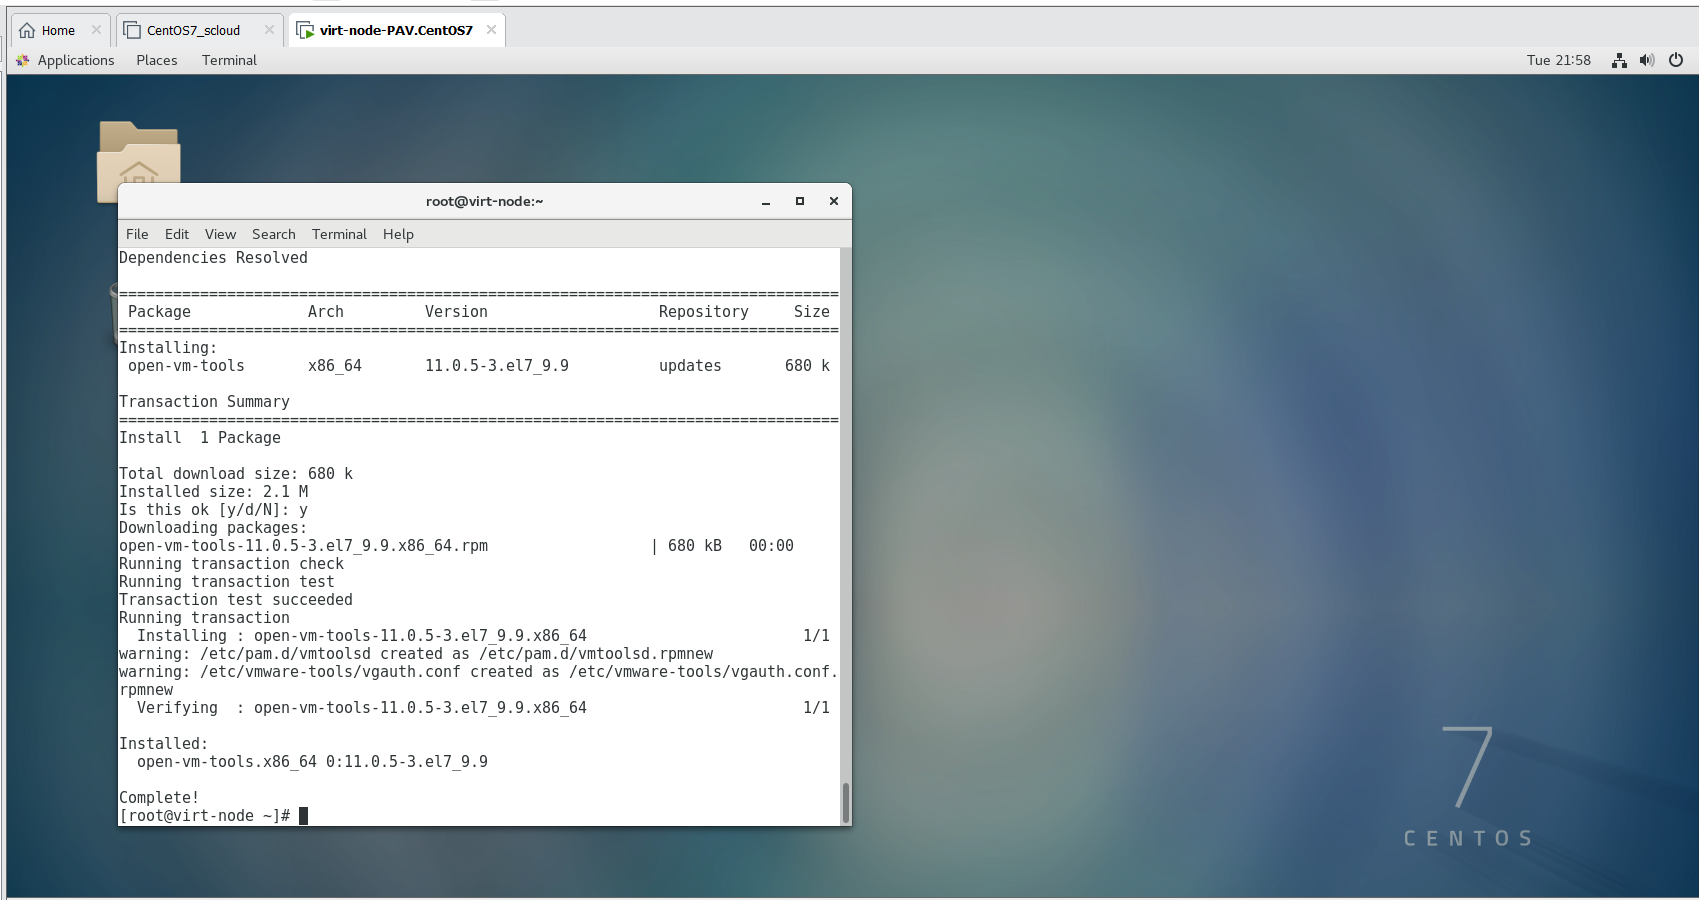 Home CentOS7_scloud virt-node-PAV.CentOS7
Applications Places Terminal Tue 21:58
root@virt-node:~
File Edit View Search Terminal Help
Dependencies Resolved
================================================================================
Package Arch Version Repository Size
================================================================================
Installing:
open-vm-tools x86_64 11.0.5-3.el7_9.9 updates 680 k
Transaction Summary
================================================================================
Install 1 Package
Total download size: 680 k
Installed size: 2.1 M
Is this ok [y/d/N]: y
Downloading packages:
open-vm-tools-11.0.5-3.el7_9.9.x86_64.rpm | 680 kB 00:00
Running transaction check
Running transaction test
Transaction test succeeded
Running transaction
Installing : open-vm-tools-11.0.5-3.el7_9.9.x86_64 1/1
warning: /etc/pam.d/vmtoolsd created as /etc/pam.d/vmtoolsd.rpmnew
warning: /etc/vmware-tools/vgauth.conf created as /etc/vmware-tools/vgauth.conf.
rpmnew
Verifying : open-vm-tools-11.0.5-3.el7_9.9.x86_64 1/1
Installed:
open-vm-tools.x86_64 0:11.0.5-3.el7_9.9
Complete!
[root@virt-node ~]#
7
CENTOS